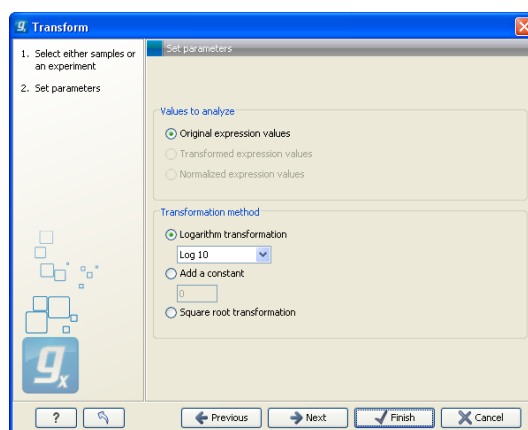 Transform
1. Select either samples or
an experiment
2. Set parameters
Set parameters
Values to analyze
Original expression values
Transformed expression values
Normalized expression values
Transformation method
Logarithm transformation
Log 10
Add a constant
0
Square root transformation
gx
? Previous Next Finish Cancel